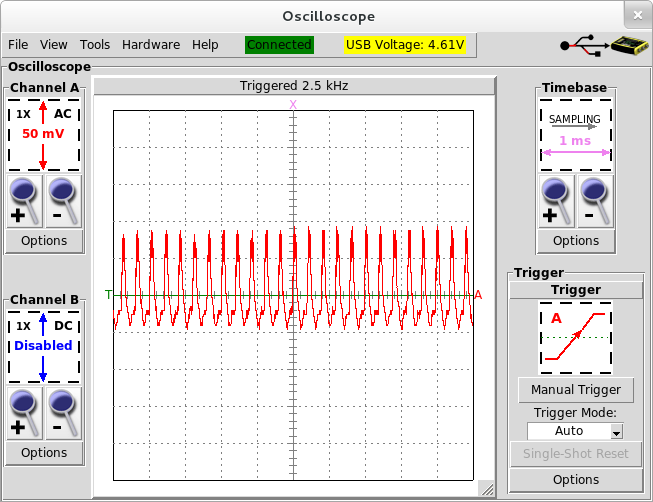 Oscilloscope
File View Tools Hardware Help Connected USB Voltage: 4.61V
Oscilloscope
Channel A
1X AC
50 mV
+ -
Options
Channel B
1X DC
Disabled
+ -
Options
Triggered 2.5 kHz
X
T
A
Timebase
SAMPLING
1 ms
+ -
Options
Trigger
Trigger
A
Manual Trigger
Trigger Mode:
Auto
Single-Shot Reset
Options